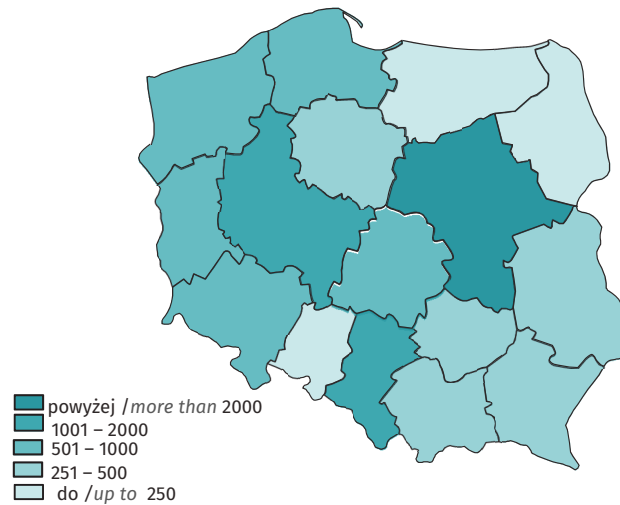 powyżej /more than 2000
1001 – 2000
501 – 1000
251 – 500
do /up to 250